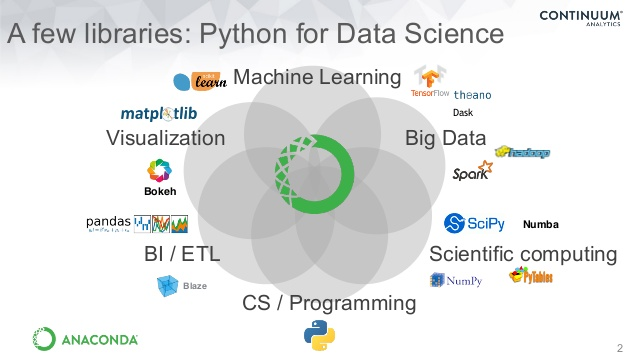 CONTINUUM
ANALYTICS
A few libraries: Python for Data Science
learn
Machine Learning
TensorFlow
theano
Dask
matplotlib
Visualization
Big Data
hadoop
Spark
Bokeh
pandas
SciPy
Numba
BI / ETL
Scientific computing
Blaze
NumPy
PyTables
CS / Programming
ANACONDA
2